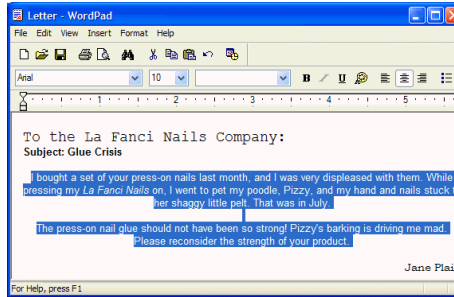 Letter - WordPad
File Edit View Insert Format Help
Arial 10 B / U
1 2 3 4 5
To the La Fanci Nails Company:
Subject: Glue Crisis
I bought a set of your press-on nails last month, and I was very displeased with them. While
pressing my La Fanci Nails on, I went to pet my poodle, Pizzy, and my hand and nails stuck
her shaggy little pelt. That was in July.
The press-on nail glue should not have been so strong! Pizzy's barking is driving me mad.
Please reconsider the strength of your product.
Jane Plai
For Help, press F1